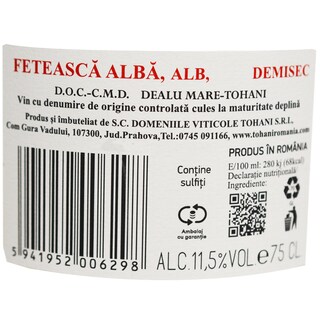 FETEASCĂ ALBĂ, ALB, DEMISEC
D.O.C.-C.M.D. DEALU MARE-TOHANI
Vin cu denumire de origine controlată cules la maturitate deplină
Produs și îmbuteliat de S.C. DOMENIILE VITICOLE TOHANI S.R.L.
Com Gura Vadului, 107300, Jud.Prahova,Tel.:0745 091166, www.tohaniromania.com
PRODUS ÎN ROMÂNIA
E/100 ml: 280 kj (68kcal)
Declarație nutrițională/
Ingrediente:
Conține
sulfiți
Ambalaj
cu garanție
5 941952 006298
ALC.11,5%VOL e 75 CL